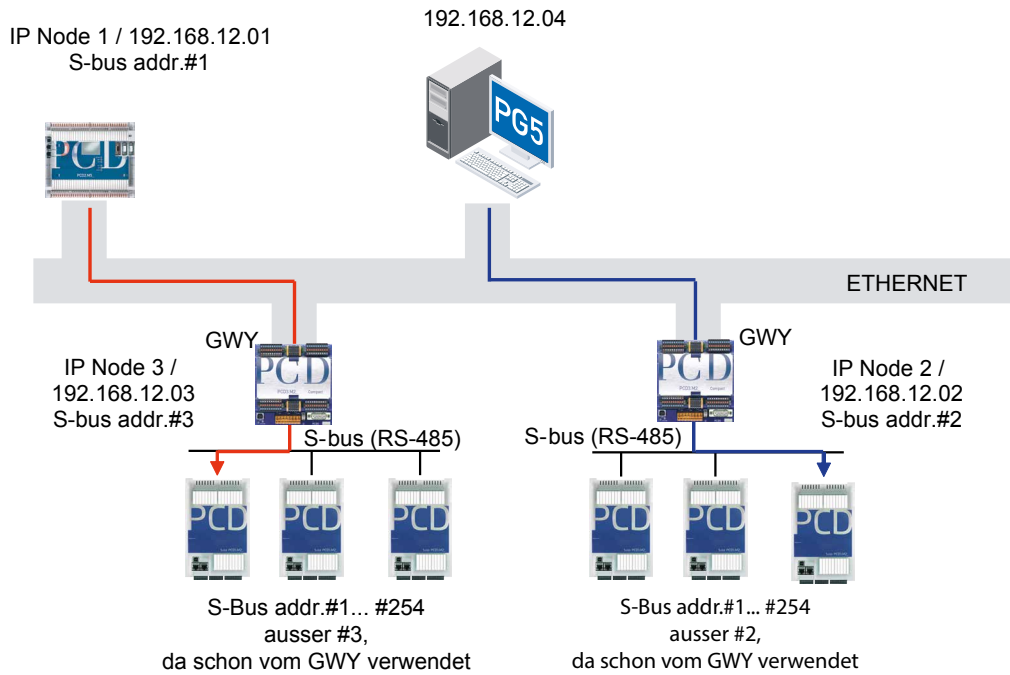 192.168.12.04
IP Node 1 / 192.168.12.01
S-bus addr.#1
PCD
PG5
ETHERNET
GWY
GWY
IP Node 3 /
192.168.12.03
S-bus addr.#3
PCD
PCD
IP Node 2 /
192.168.12.02
S-bus addr.#2
S-bus (RS-485)
S-bus (RS-485)
PCD
PCD
PCD
PCD
PCD
PCD
S-Bus addr.#1... #254
ausser #3,
da schon vom GWY verwendet
S-Bus addr.#1... #254
ausser #2,
da schon vom GWY verwendet